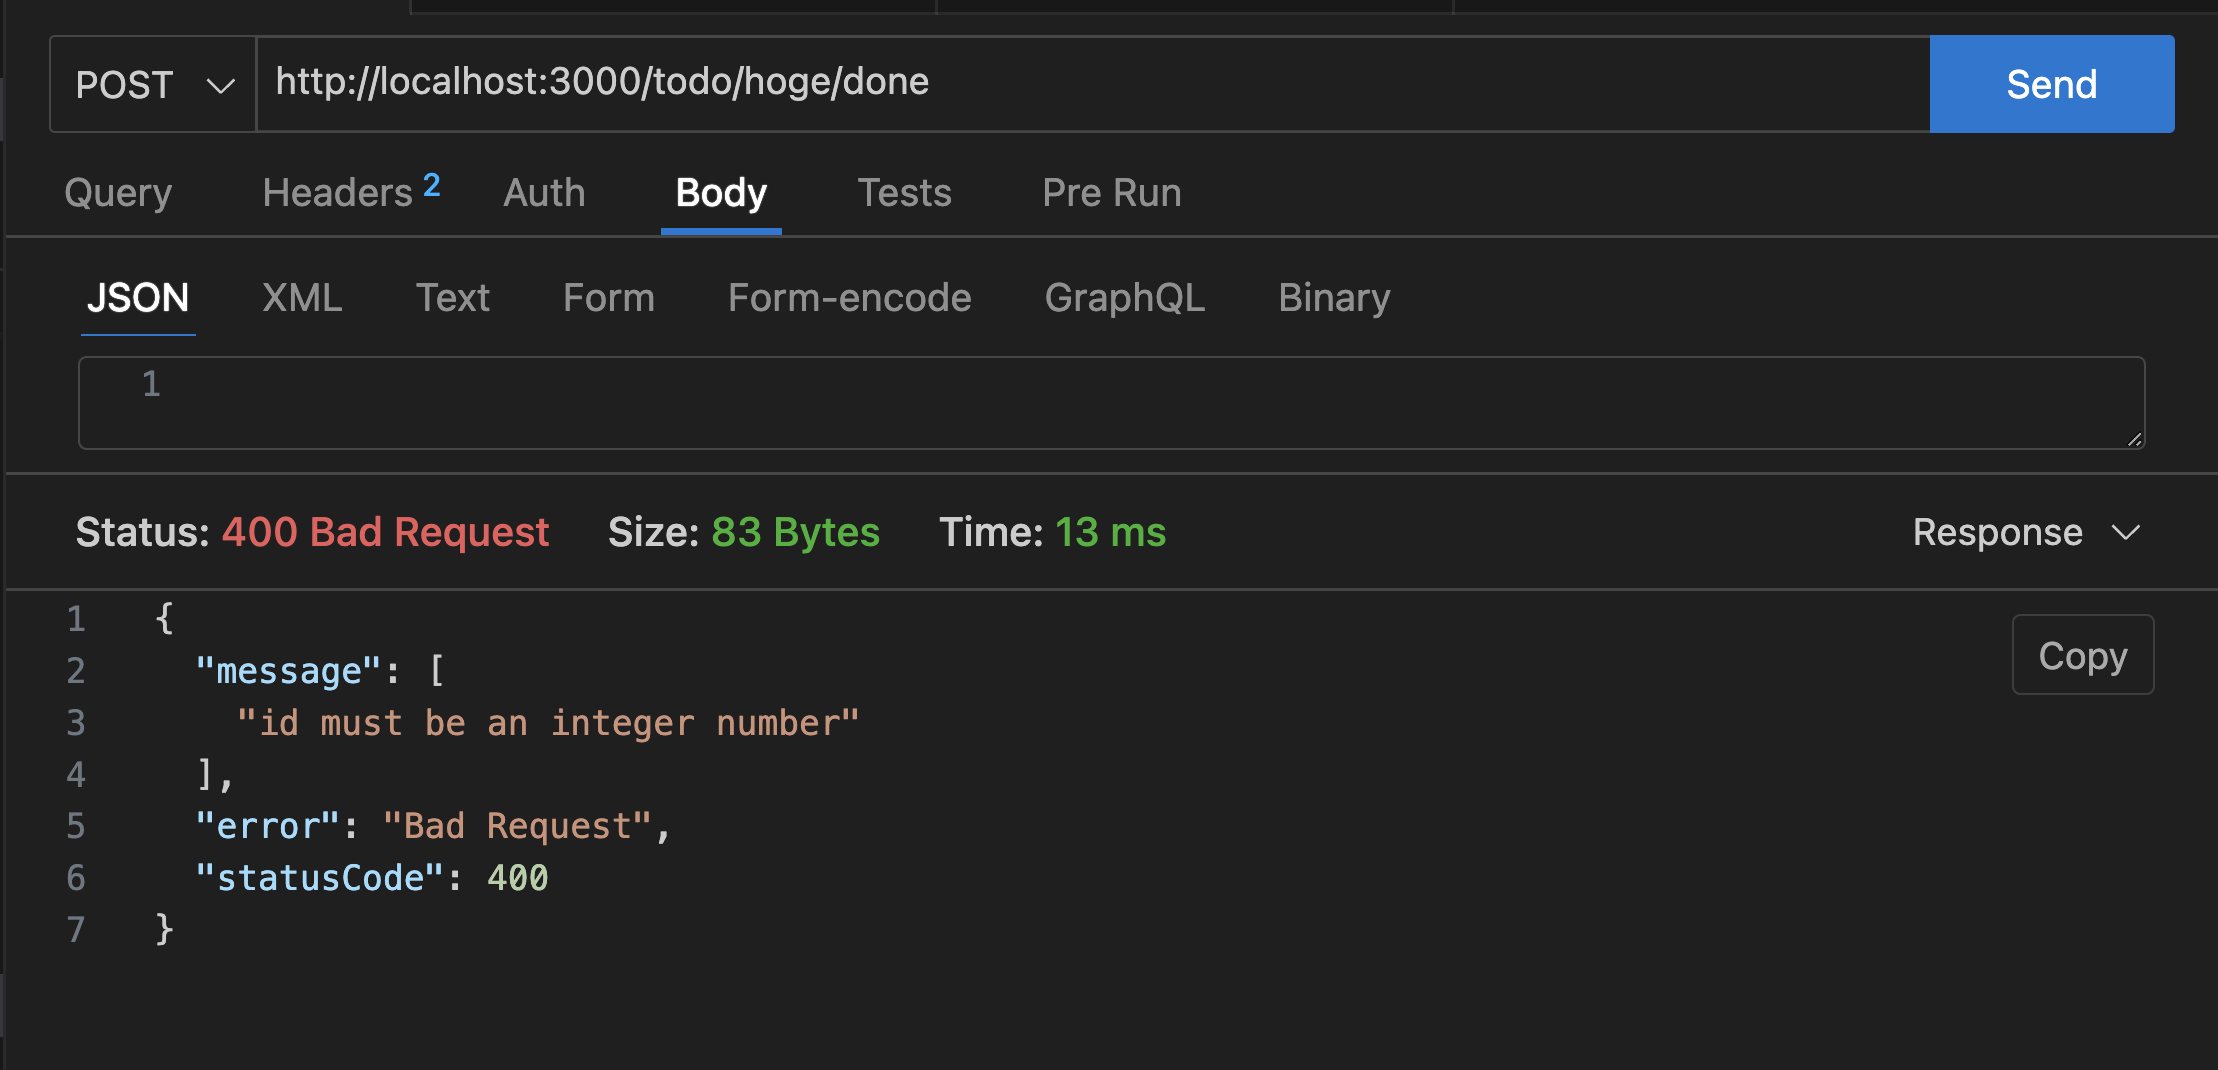 POST http://localhost:3000/todo/hoge/done Send
Query Headers 2 Auth Body Tests Pre Run
JSON XML Text Form Form-encode GraphQL Binary
1
Status: 400 Bad Request Size: 83 Bytes Time: 13 ms Response
1 {
Copy
2 "message": [
3 "id must be an integer number"
4 ],
5 "error": "Bad Request",
6 "statusCode": 400
7 }